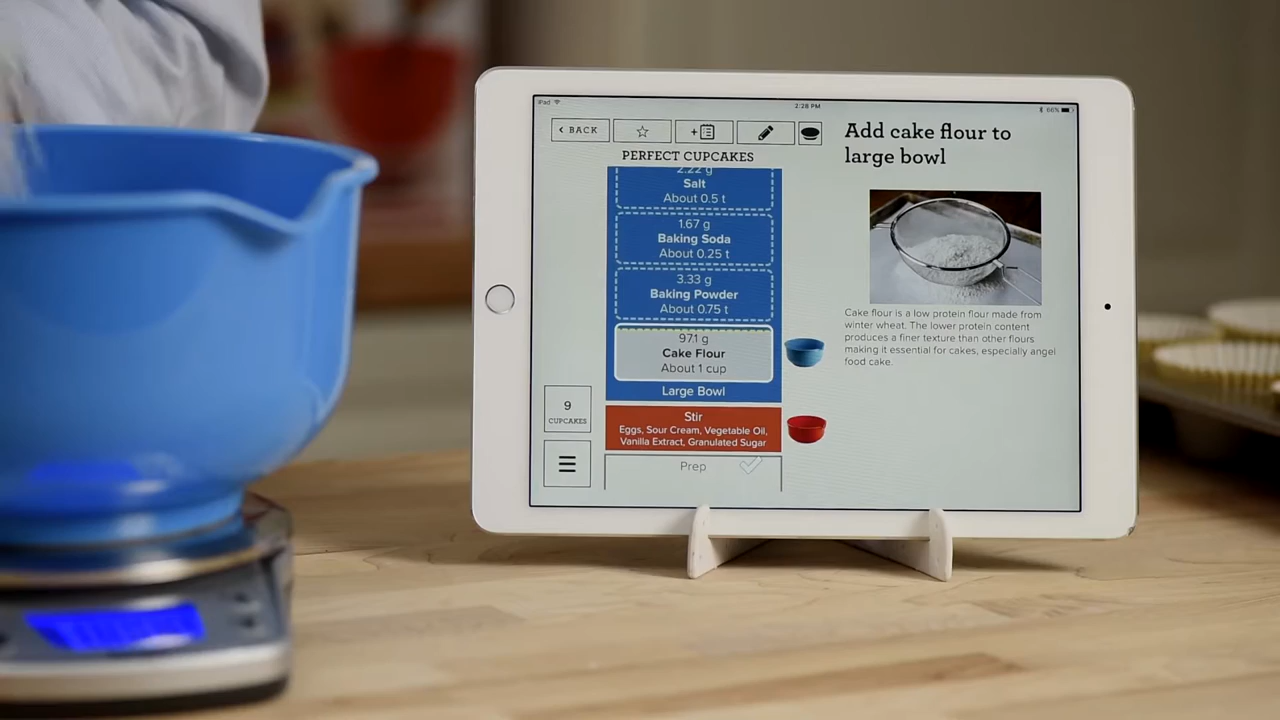 iPad
2:28 PM
66%
< BACK
PERFECT CUPCAKES
2.22 g
Salt
About 0.5 t
1.67 g
Baking Soda
About 0.25 t
3.33 g
Baking Powder
About 0.75 t
97.1 g
Cake Flour
About 1 cup
Large Bowl
Stir
Eggs, Sour Cream, Vegetable Oil,
Vanilla Extract, Granulated Sugar
Prep
9
CUPCAKES
Add cake flour to
large bowl
Cake flour is a low protein flour made from
winter wheat. The lower protein content
produces a finer texture than other flours
making it essential for cakes, especially angel
food cake.